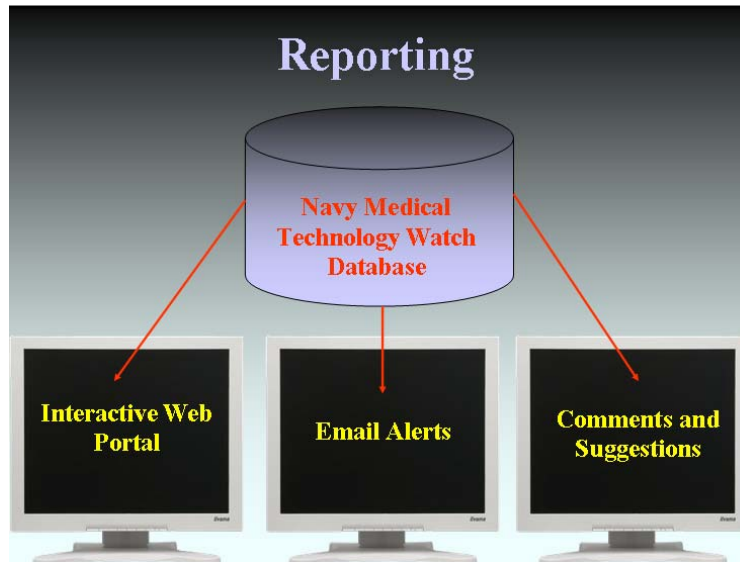 Reporting
Navy Medical
Technology Watch
Database
Interactive Web
Portal
Email Alerts
Comments and
Suggestions